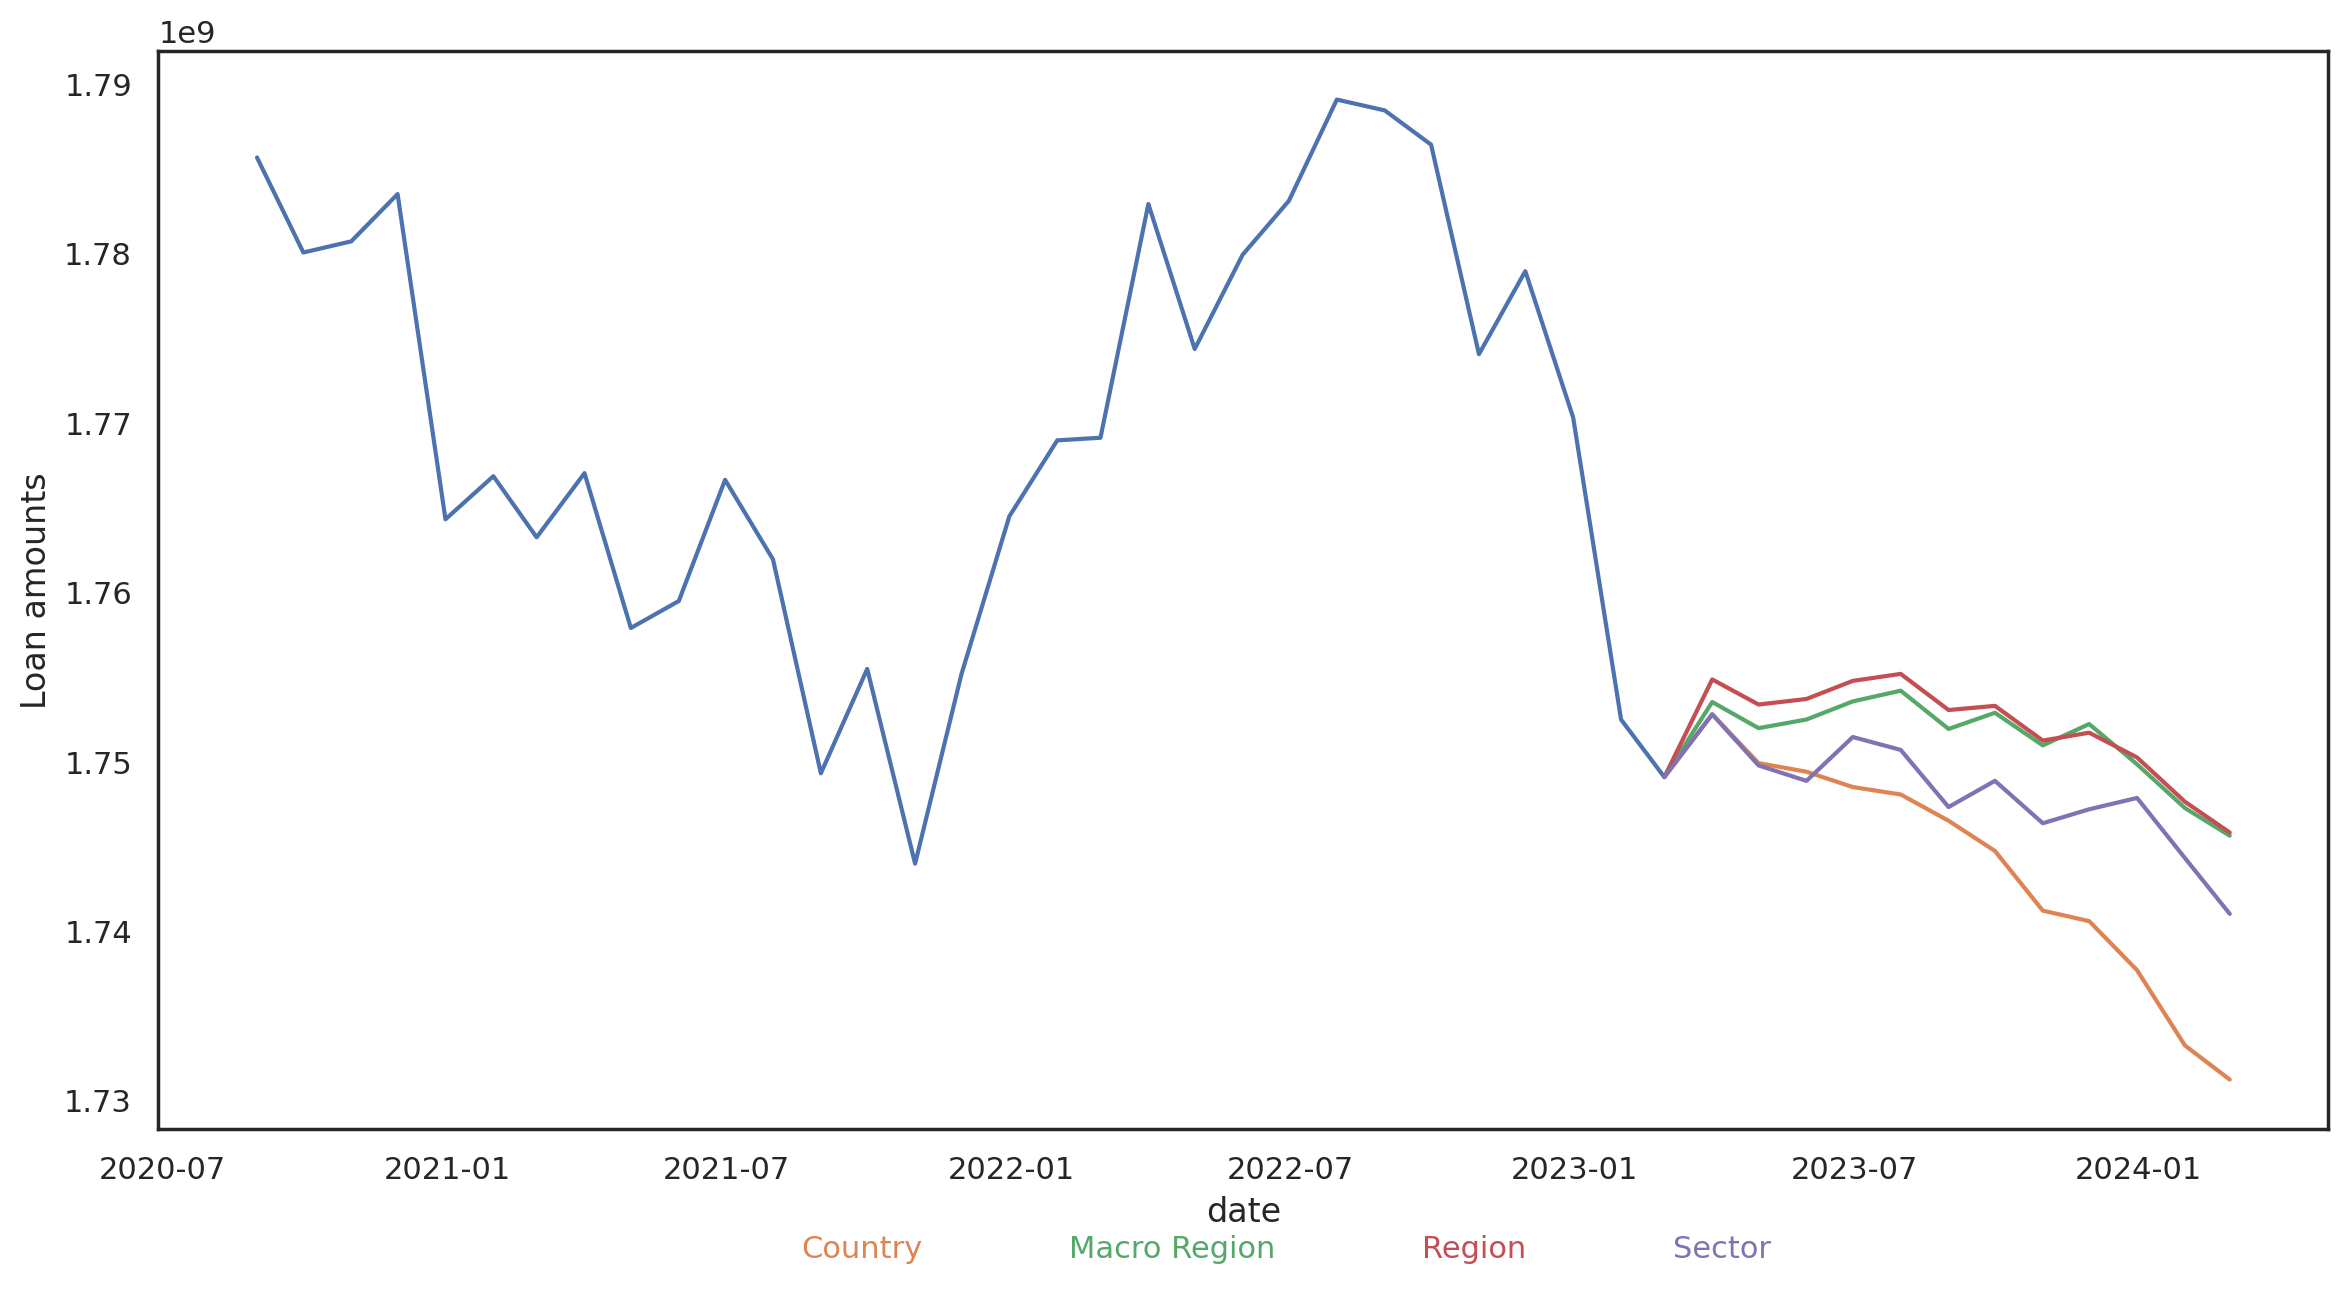 1e9
1.79
1.78
1.77
1.76
1.75
1.74
1.73
Loan amounts
2020-07 2021-01 2021-07 2022-01 2022-07 2023-01 2023-07 2024-01
date
Country Macro Region Region Sector